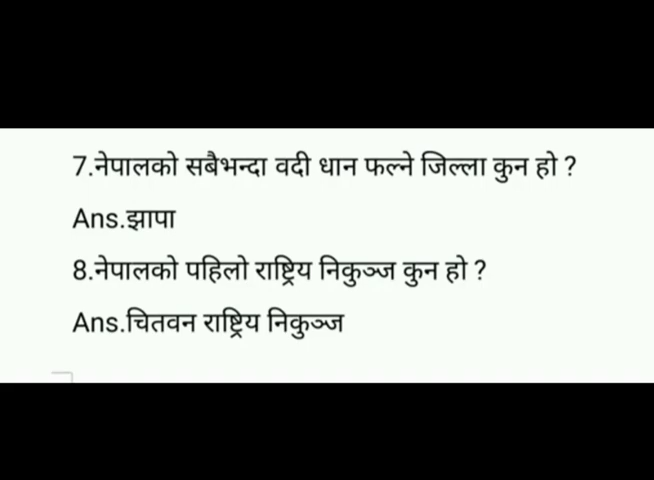 7.नेपालको सबैभन्दा वदी धान फल्ने जिल्ला कुन हो ?
Ans.झापा
8.नेपालको पहिलो राष्ट्रिय निकुञ्ज कुन हो ?
Ans.चितवन राष्ट्रिय निकुञ्ज